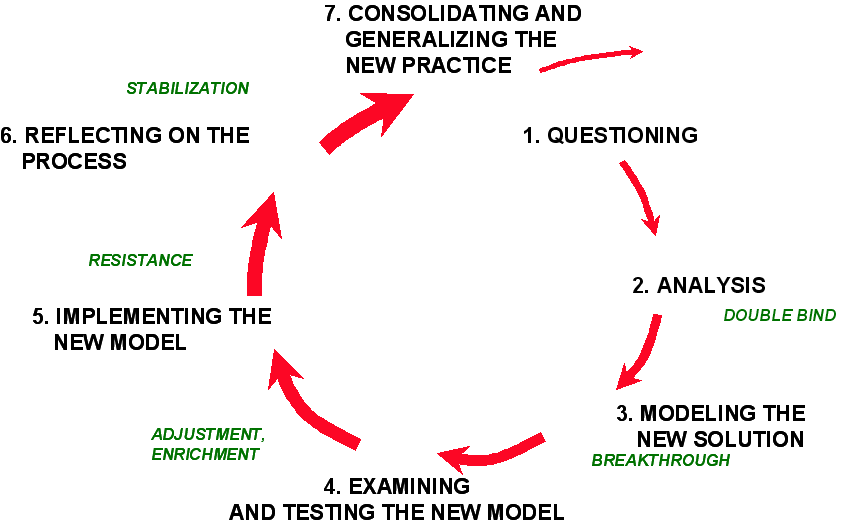 7. CONSOLIDATING AND
GENERALIZING THE
NEW PRACTICE
STABILIZATION
6. REFLECTING ON THE
PROCESS
1. QUESTIONING
RESISTANCE
2. ANALYSIS
DOUBLE BIND
5. IMPLEMENTING THE
NEW MODEL
3. MODELING THE
NEW SOLUTION
BREAKTHROUGH
ADJUSTMENT,
ENRICHMENT
4. EXAMINING
AND TESTING THE NEW MODEL